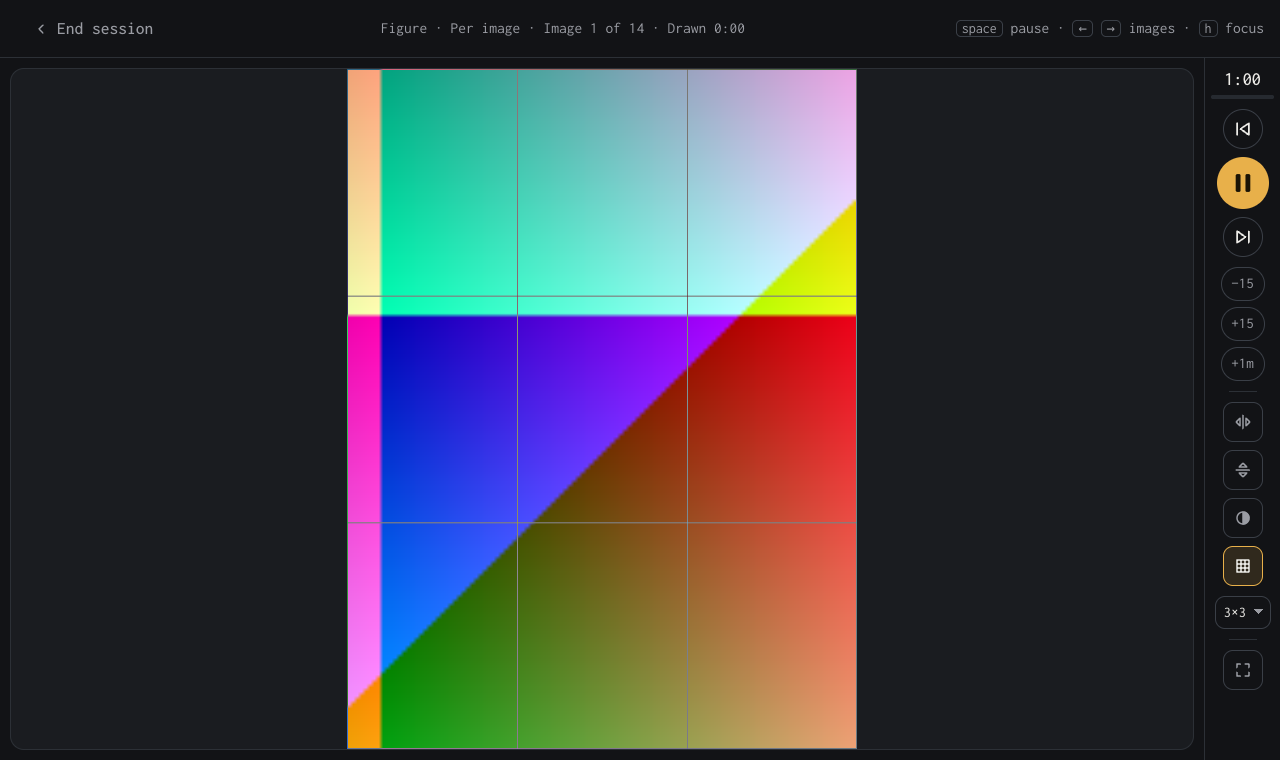 End session
Figure · Per image · Image 1 of 14 · Drawn 0:00
space pause · ← → images · h focus
1:00
−15
+15
+1m
3×3